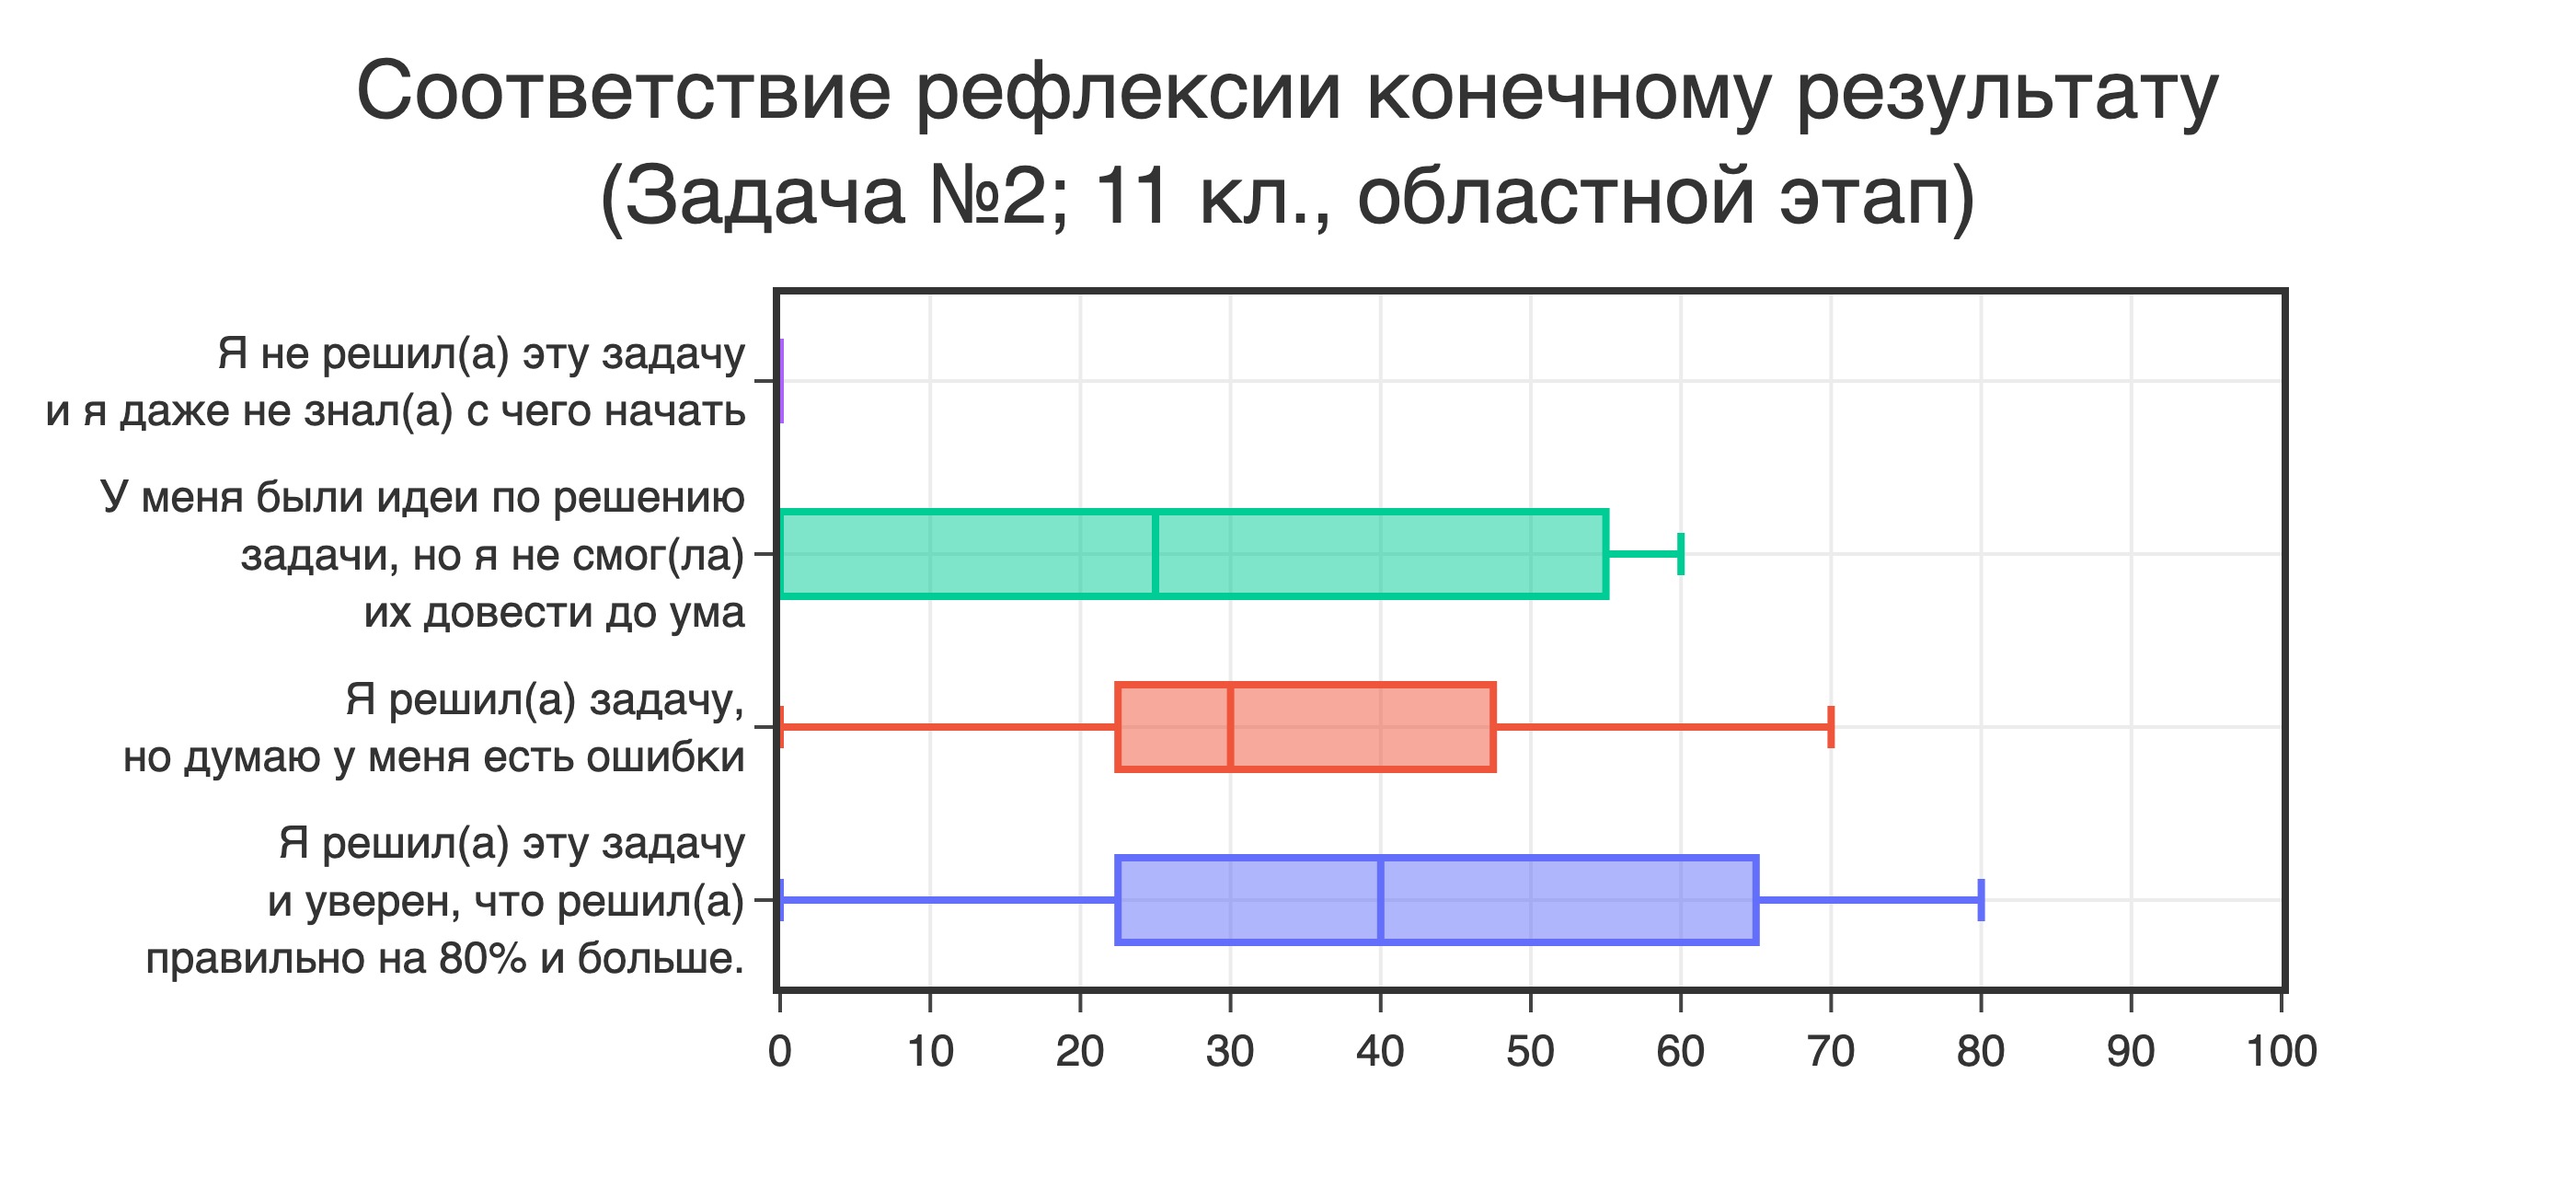 Соответствие рефлексии конечному результату
(Задача №2; 11 кл., областной этап)
Я не решил(а) эту задачу
и я даже не знал(а) с чего начать
У меня были идеи по решению
задачи, но я не смог(ла)
их довести до ума
Я решил(а) задачу,
но думаю у меня есть ошибки
Я решил(а) эту задачу
и уверен, что решил(а)
правильно на 80% и больше.
0 10 20 30 40 50 60 70 80 90 100